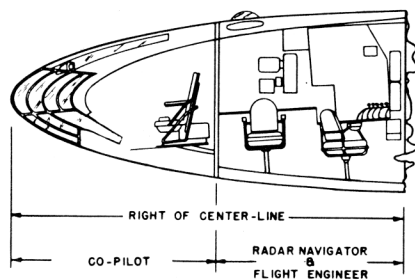 RIGHT OF CENTER-LINE
CO-PILOT
RADAR NAVIGATOR
&
FLIGHT ENGINEER